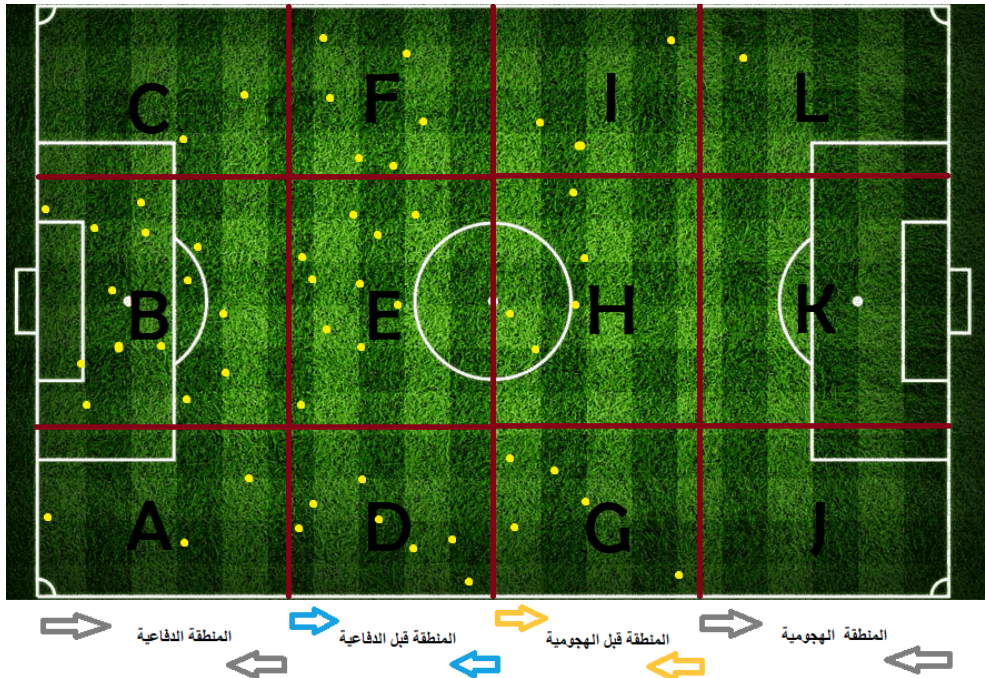 C F I L
B E H K
A D G J
المنطقة الدفاعية
المنطقة قبل الدفاعية
المنطقة قبل الهجومية
المنطقة الهجومية